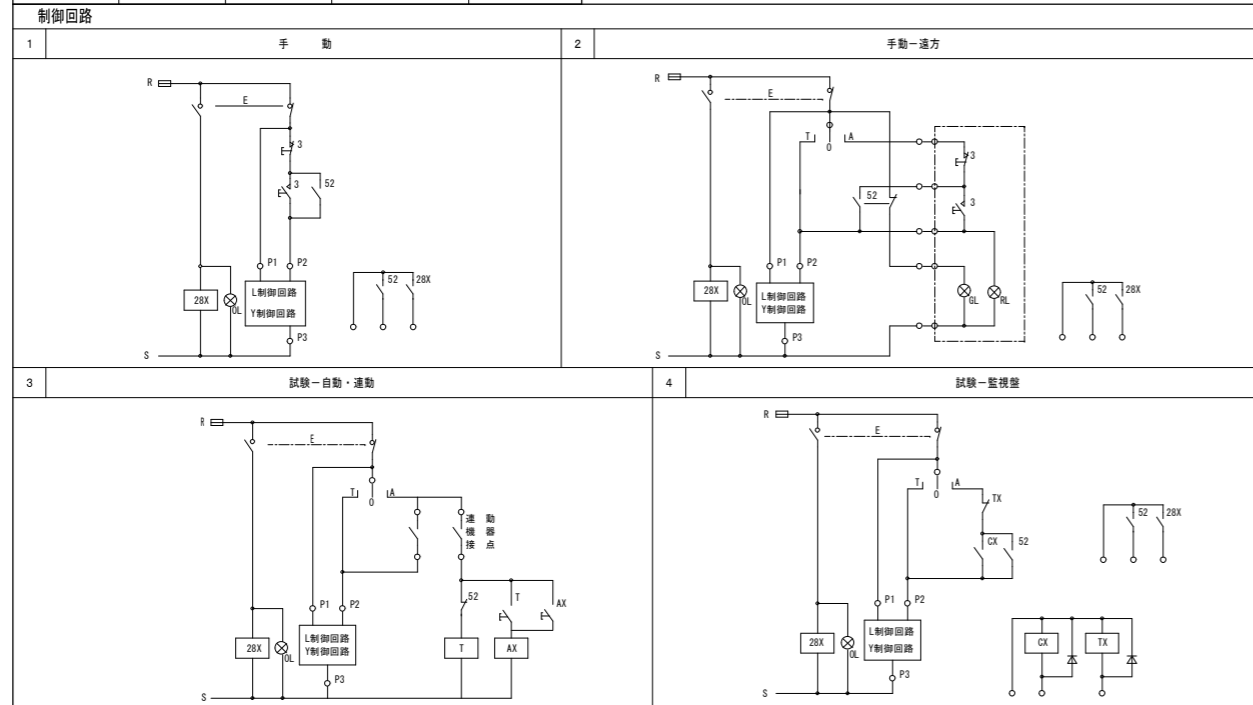 制御回路
1 手 動
2 手動－遠方
R
E
3
3
52
P1 P2
28X
OL
L制御回路
Y制御回路
P3
S
52 28X
R
E
T O A
3
52
3
P1 P2
28X
OL
L制御回路
Y制御回路
P3
S
GL
RL
52 28X
3 試験－自動・連動
4 試験－監視盤
R
E
T O A
連 動
機 器
接 点
52
T
AX
P1 P2
28X
OL
L制御回路
Y制御回路
P3
T
AX
S
R
E
T O A
TX
CX 52
P1 P2
28X
OL
L制御回路
Y制御回路
P3
S
52 28X
CX
TX